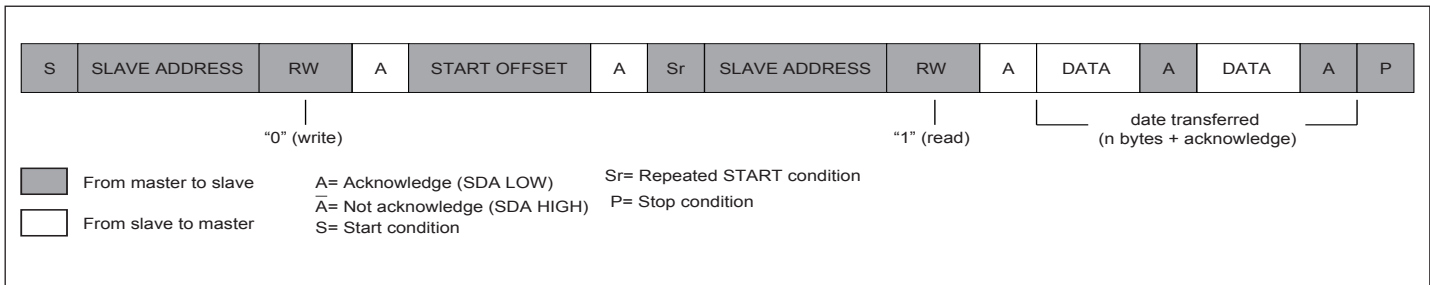 S SLAVE ADDRESS RW A START OFFSET A Sr SLAVE ADDRESS RW A DATA A DATA A P
“0” (write)
“1” (read)
date transferred
(n bytes + acknowledge)
From master to slave
From slave to master
A= Acknowledge (SDA LOW)
A̅= Not acknowledge (SDA HIGH)
S= Start condition
Sr= Repeated START condition
P= Stop condition